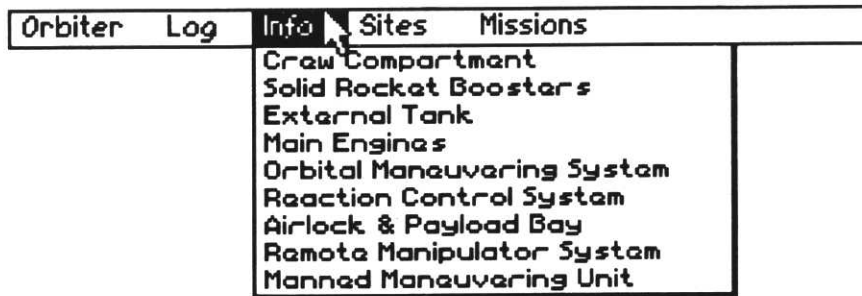 Orbiter Log Info Sites Missions
Crew Compartment
Solid Rocket Boosters
External Tank
Main Engines
Orbital Maneuvering System
Reaction Control System
Airlock & Payload Bay
Remote Manipulator System
Manned Maneuvering Unit